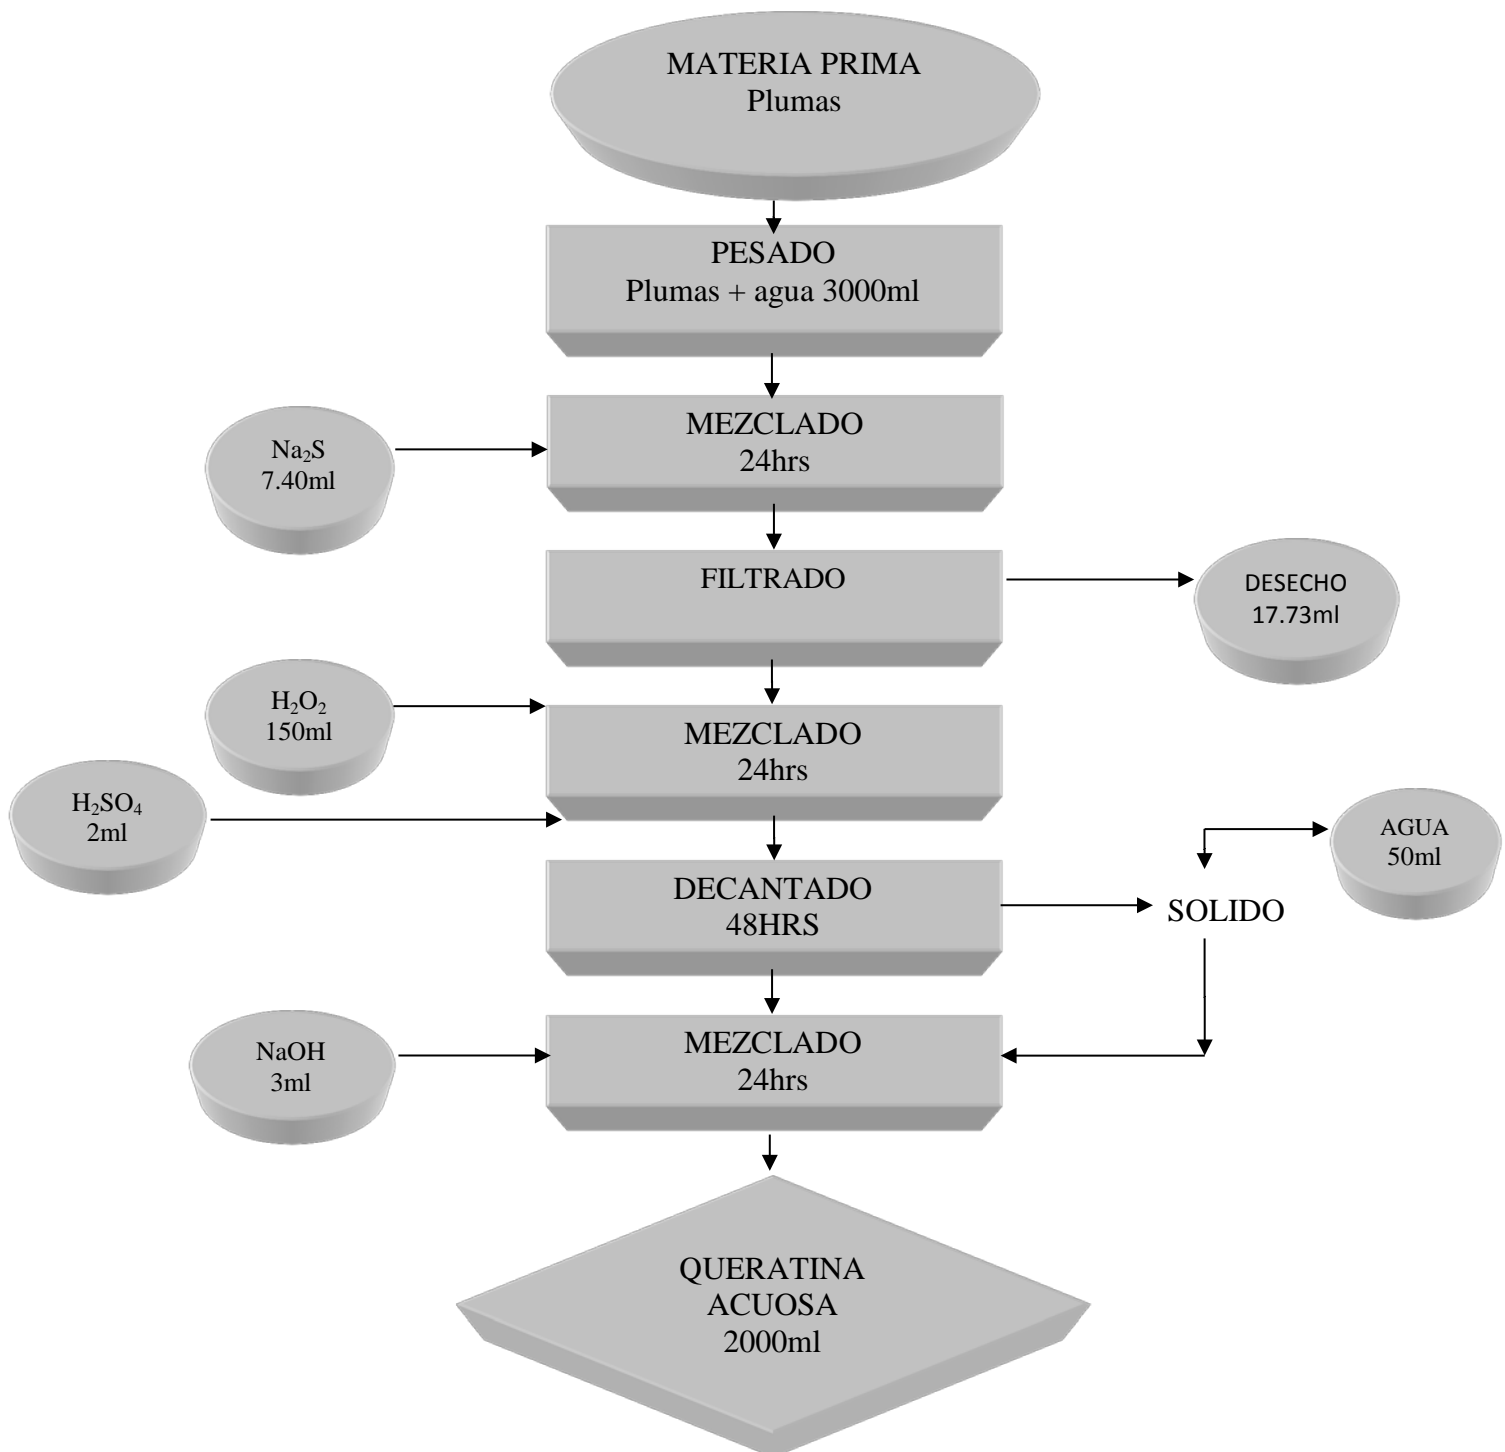 MATERIA PRIMA
Plumas
PESADO
Plumas + agua 3000ml
Na₂S
7.40ml
MEZCLADO
24hrs
FILTRADO
DESECHO
17.73ml
H₂O₂
150ml
MEZCLADO
24hrs
H₂SO₄
2ml
AGUA
50ml
DECANTADO
48HRS
SOLIDO
NaOH
3ml
MEZCLADO
24hrs
QUERATINA
ACUOSA
2000ml